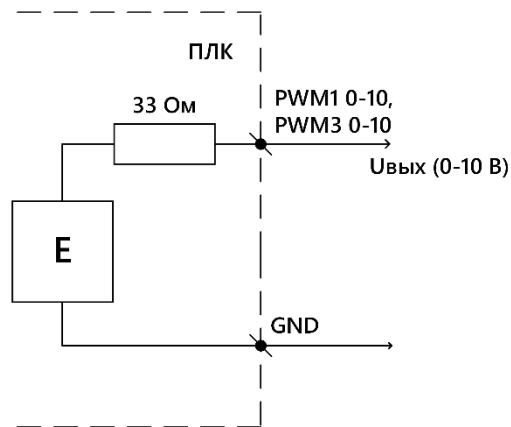 ПЛК
33 Ом
PWM1 0-10,
PWM3 0-10
Uвых (0-10 В)
E
GND